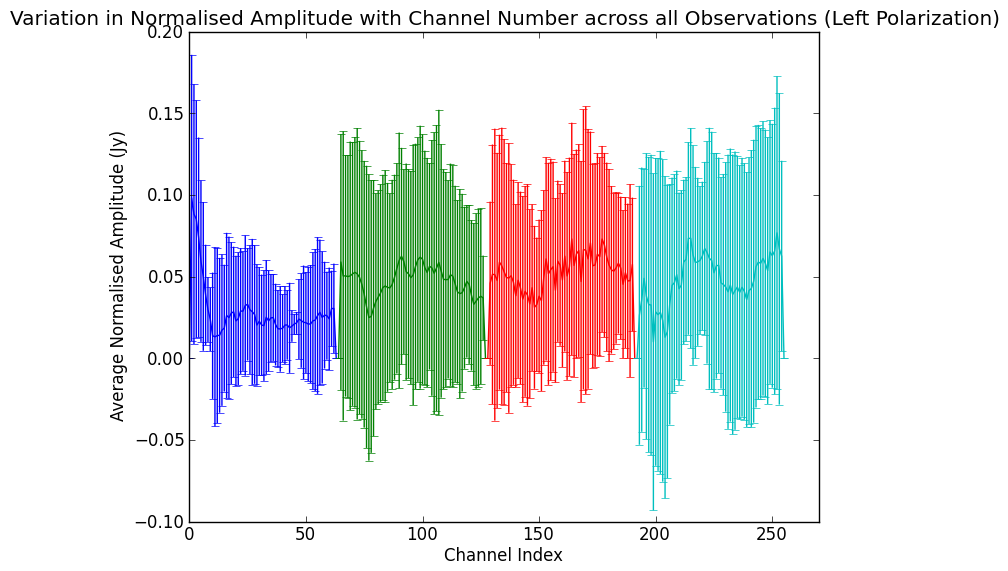 Variation in Normalised Amplitude with Channel Number across all Observations (Left Polarization)
0.20
0.15
0.10
0.05
0.00
−0.05
−0.10
Average Normalised Amplitude (Jy)
0 50 100 150 200 250
Channel Index